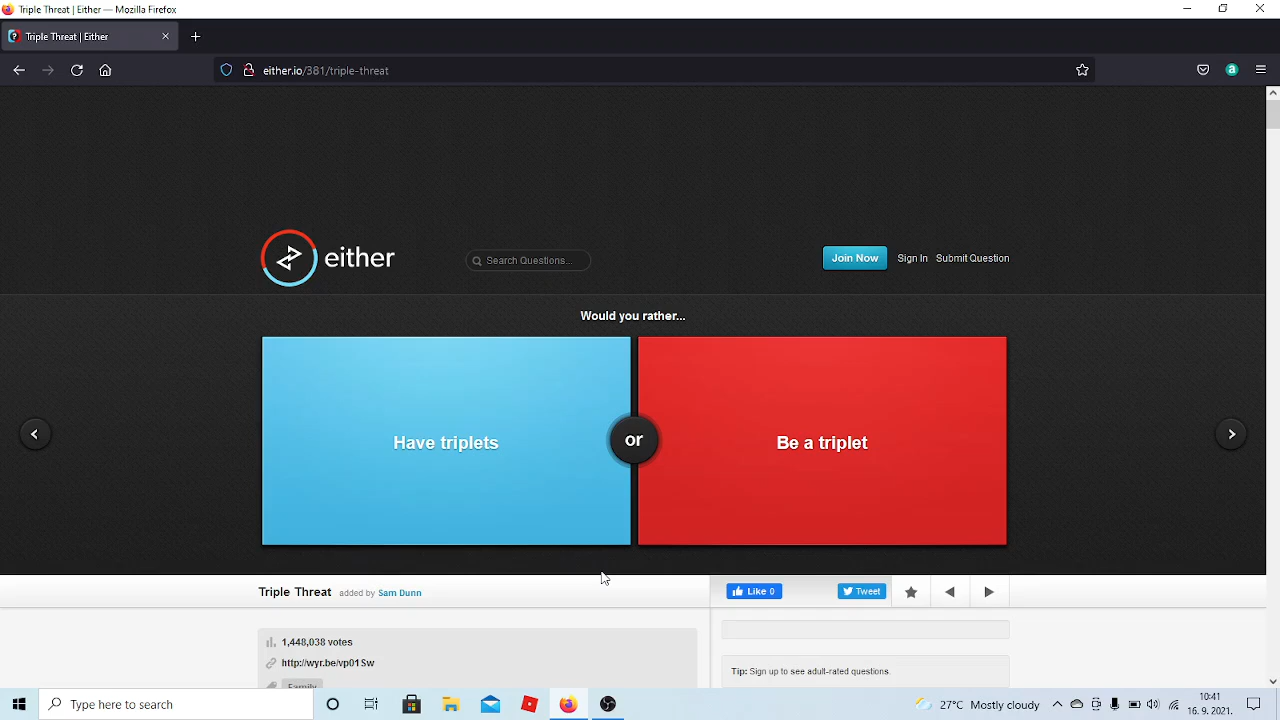 Triple Threat | Either — Mozilla Firefox
Triple Threat | Either
either.io/381/triple-threat
a
either
Search Questions...
Join Now
Sign In
Submit Question
Would you rather...
Have triplets
or
Be a triplet
Triple Threat added by Sam Dunn
Like 0
Tweet
1,448,038 votes
http://wyr.be/vp01Sw
Tip: Sign up to see adult-rated questions.
Family
Type here to search
27°C Mostly cloudy
10:41
16. 9. 2021.